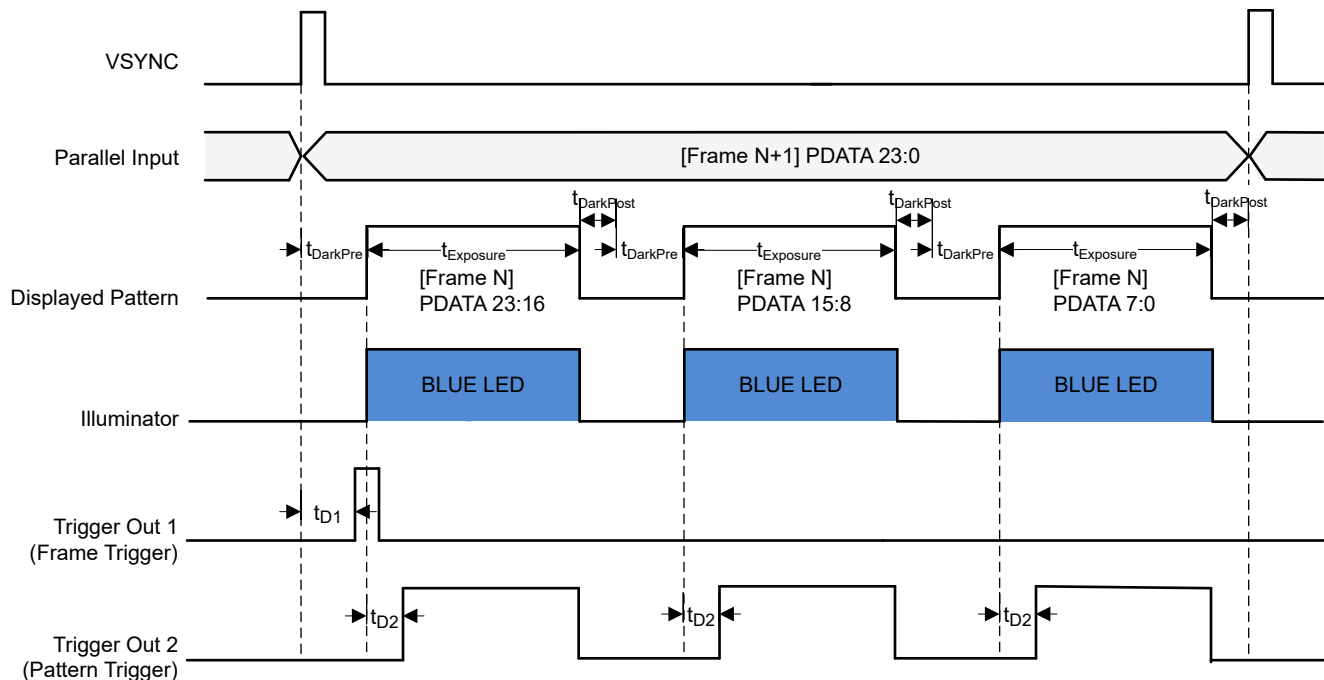 VSYNC
Parallel Input
[Frame N+1] PDATA 23:0
tDarkPost
tDarkPost
tDarkPost
tDarkPre
tExposure
tDarkPre
tExposure
tDarkPre
tExposure
Displayed Pattern
[Frame N]
PDATA 23:16
[Frame N]
PDATA 15:8
[Frame N]
PDATA 7:0
Illuminator
BLUE LED
BLUE LED
BLUE LED
tD1
Trigger Out 1
(Frame Trigger)
tD2
tD2
tD2
Trigger Out 2
(Pattern Trigger)